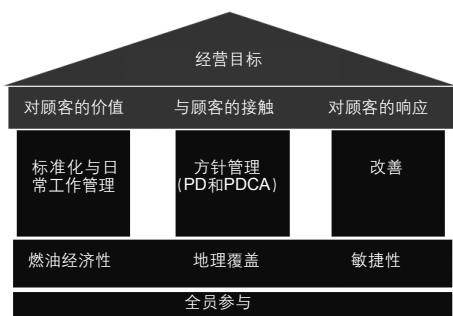 经营目标
对顾客的价值 与顾客的接触 对顾客的响应
标准化与日常工作管理
方针管理
(PD和PDCA)
改善
燃油经济性 地理覆盖 敏捷性
全员参与